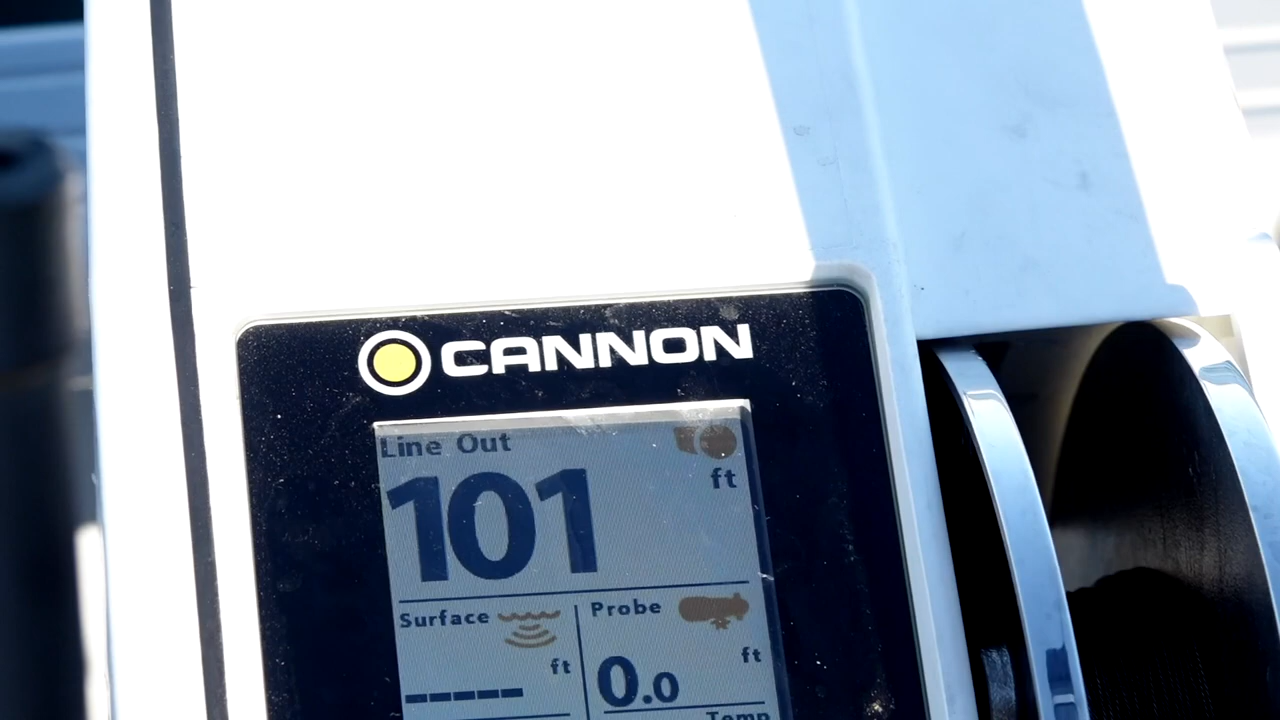 CANNON
Line Out
ft
101
Surface
Probe
ft
ft
-----
0.0
Temp